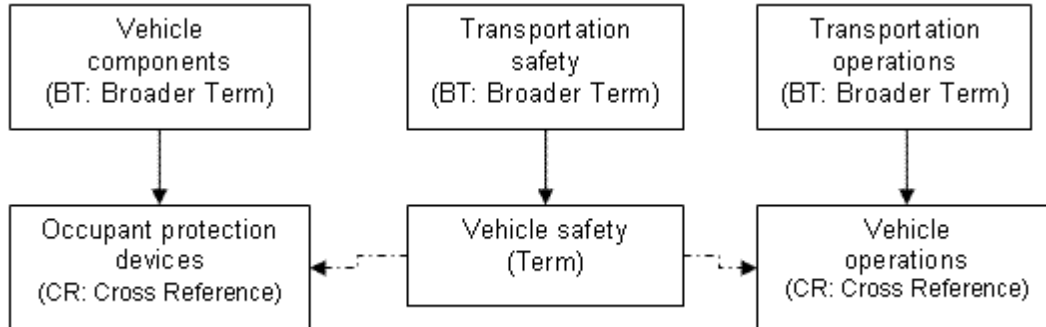 Vehicle
components
(BT: Broader Term)
Transportation
safety
(BT: Broader Term)
Transportation
operations
(BT: Broader Term)
Occupant protection
devices
(CR: Cross Reference)
Vehicle safety
(Term)
Vehicle
operations
(CR: Cross Reference)